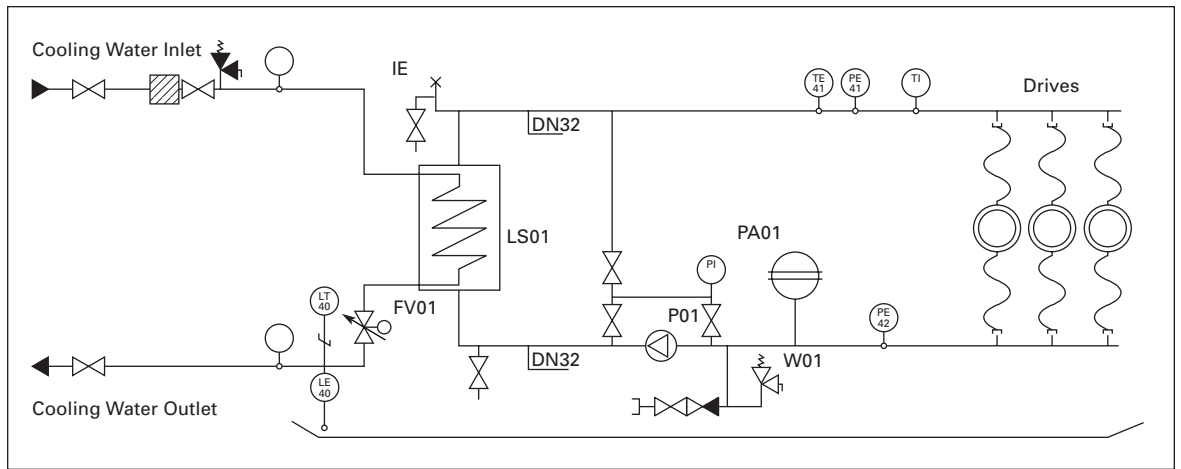 Cooling Water Inlet
IE
TE
41
PE
41
TI
Drives
DN32
LS01
PA01
PI
LT
40
FV01
P01
PE
42
DN32
W01
LE
40
Cooling Water Outlet